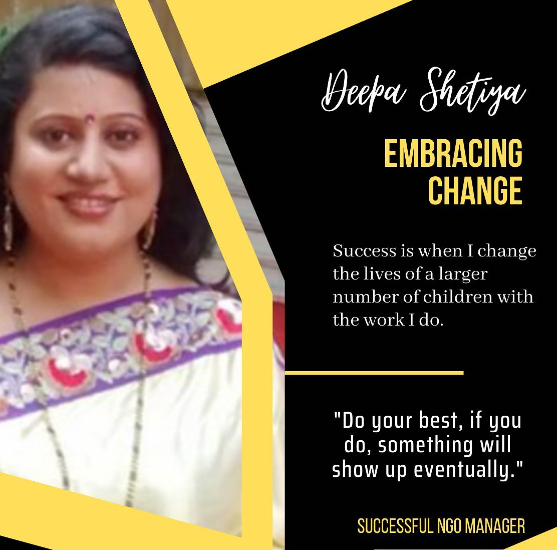 Deepa Shetiya
EMBRACING
CHANGE
Success is when I change
the lives of a larger
number of children with
the work I do.
"Do your best, if you
do, something will
show up eventually."
SUCCESSFUL NGO MANAGER